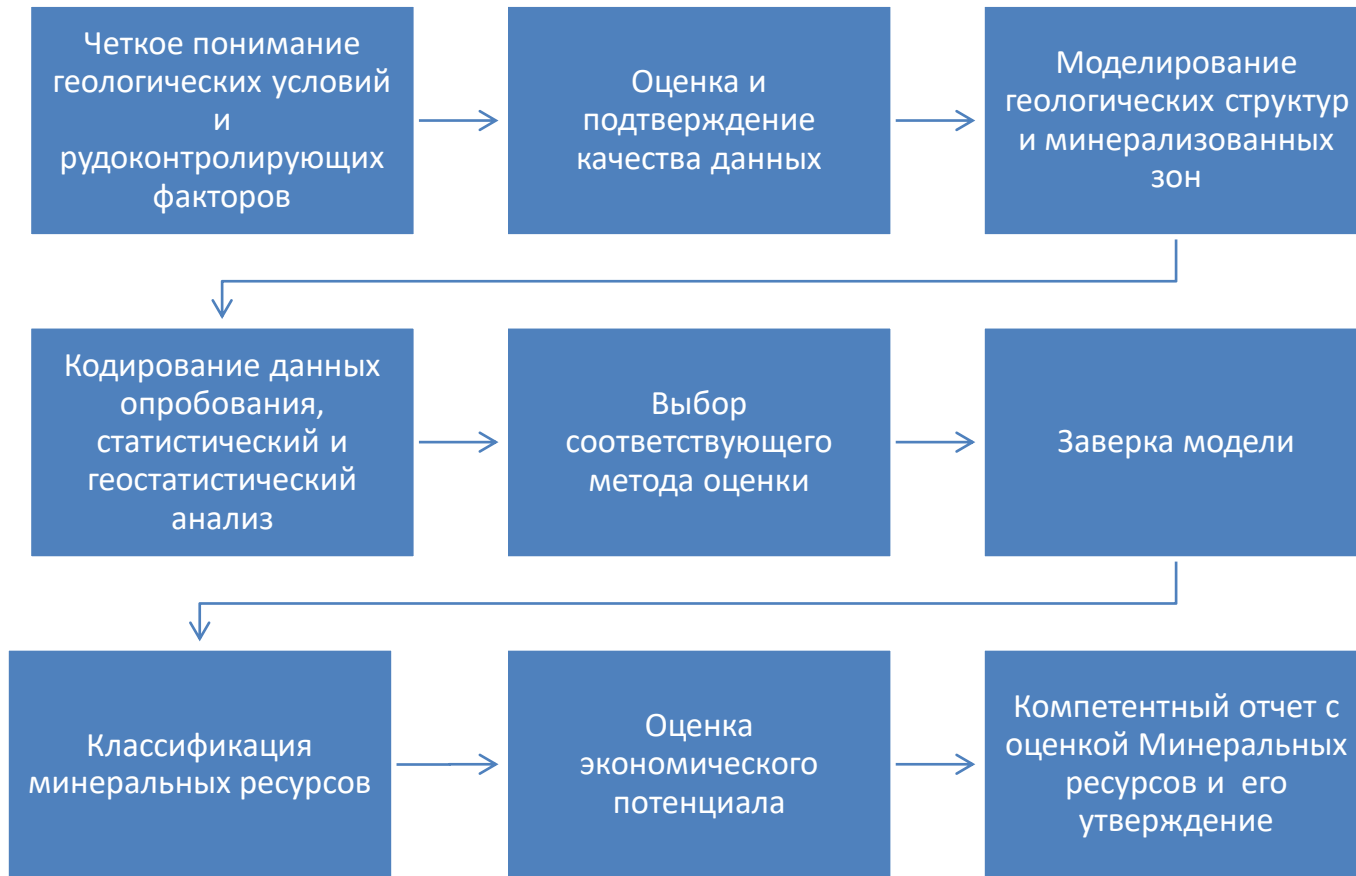 Четкое понимание
геологических условий
и
рудоконтролирующих
факторов
Оценка и
подтверждение
качества данных
Моделирование
геологических структур
и минерализованных
зон
Кодирование данных
опробования,
статистический и
геостатистический
анализ
Выбор
соответствующего
метода оценки
Заверка модели
Классификация
минеральных ресурсов
Оценка
экономического
потенциала
Компетентный отчет с
оценкой Минеральных
ресурсов и его
утверждение